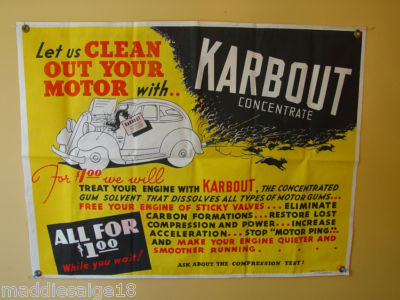 Let us CLEAN
OUT YOUR
MOTOR with..
KARBOUT
CONCENTRATE
For $1.00 we will
TREAT YOUR ENGINE WITH KARBOUT, THE CONCENTRATED
GUM SOLVENT THAT DISSOLVES ALL TYPES OF MOTOR GUMS...
FREE YOUR ENGINE OF STICKY VALVES... ELIMINATE
CARBON FORMATIONS... RESTORE LOST
COMPRESSION AND POWER... INCREASE
ACCELERATION... STOP "MOTOR PING"...
AND MAKE YOUR ENGINE QUIETER AND
SMOOTHER RUNNING . . . . . .
ALL FOR
$1.00
While you wait!
ASK ABOUT THE COMPRESSION TEST!
maddiesaige18
maddiesaige18